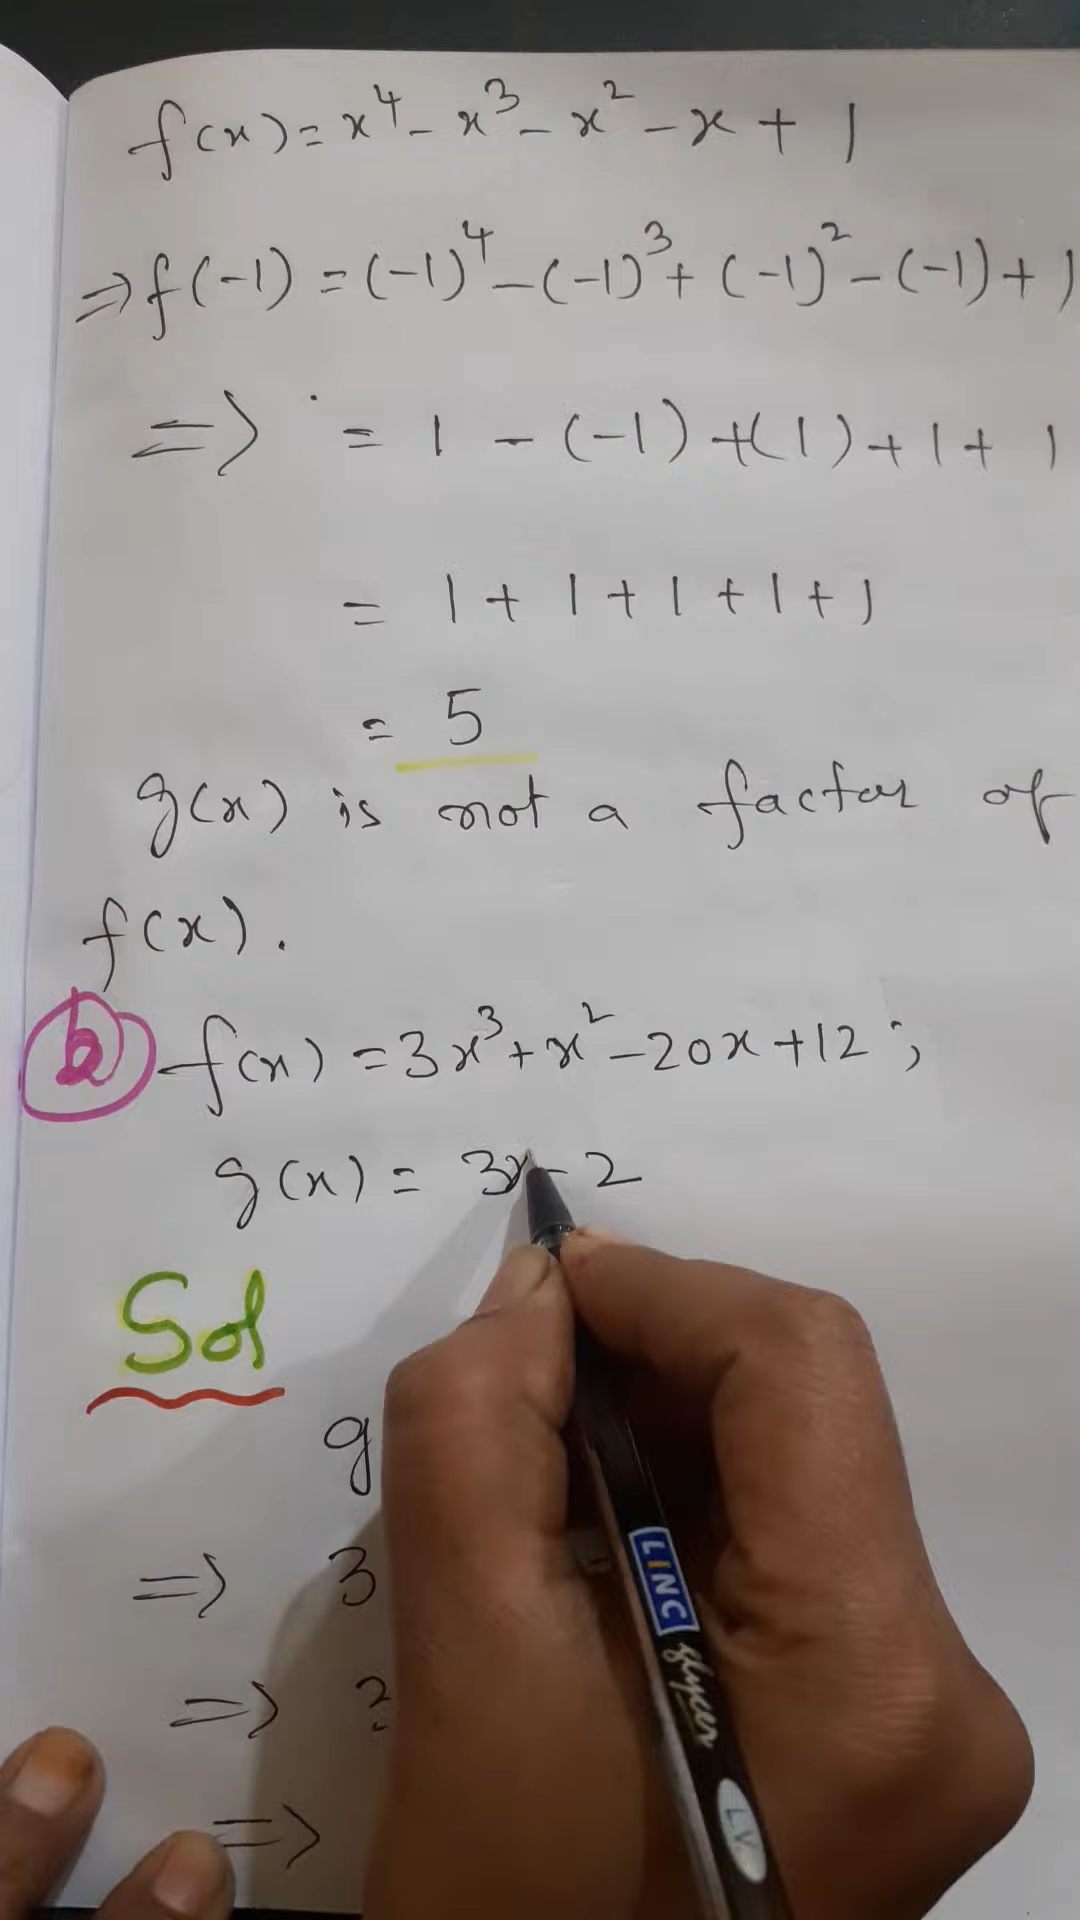 f(x) = x⁴ - x³ - x² - x + 1
⇒ f(-1) = (-1)⁴ - (-1)³ + (-1)² - (-1) + 1
⇒ = 1 - (-1) + (1) + 1 + 1
= 1 + 1 + 1 + 1 + 1
= 5
g(x) is not a factor of
f(x).
b f(x) = 3x³ + x² - 20x + 12 ;
g(x) = 3x - 2
Sol
g
⇒ 3
⇒
⇒
LINC glycer
LV